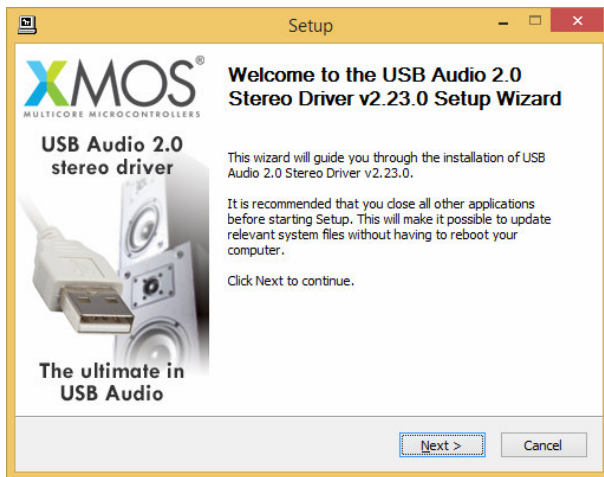 Setup
XMOS®
MULTICORE MICROCONTROLLERS
USB Audio 2.0
stereo driver
The ultimate in
USB Audio
Welcome to the USB Audio 2.0
Stereo Driver v2.23.0 Setup Wizard
This wizard will guide you through the installation of USB
Audio 2.0 Stereo Driver v2.23.0.
It is recommended that you close all other applications
before starting Setup. This will make it possible to update
relevant system files without having to reboot your
computer.
Click Next to continue.
Next >
Cancel